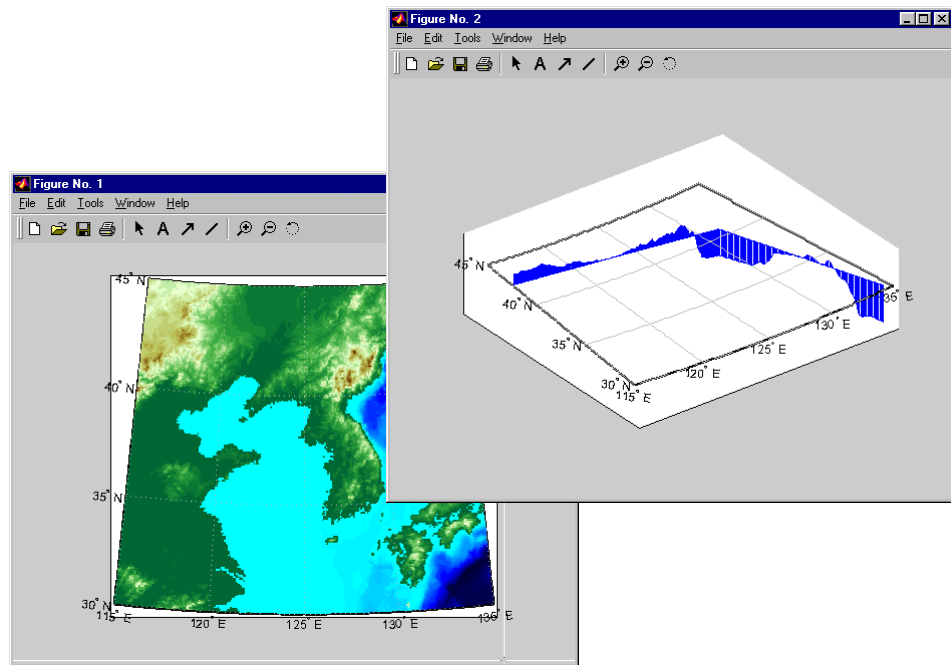 Figure No. 2
File Edit Tools Window Help
A
45° N
40° N
35° N
30° N
115° E
120° E
125° E
130° E
35° E
Figure No. 1
File Edit Tools Window Help
A
45° N
40° N
35° N
30° N
115° E
120° E
125° E
130° E
135° E